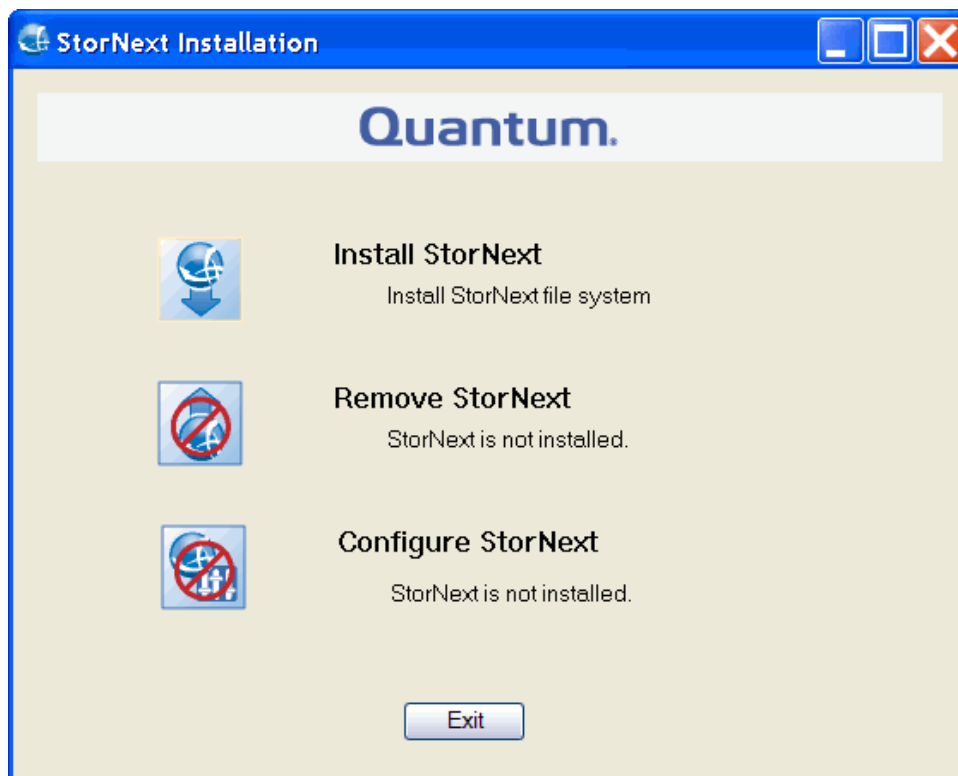 StorNext Installation
Quantum.
Install StorNext
Install StorNext file system
Remove StorNext
StorNext is not installed.
Configure StorNext
StorNext is not installed.
Exit